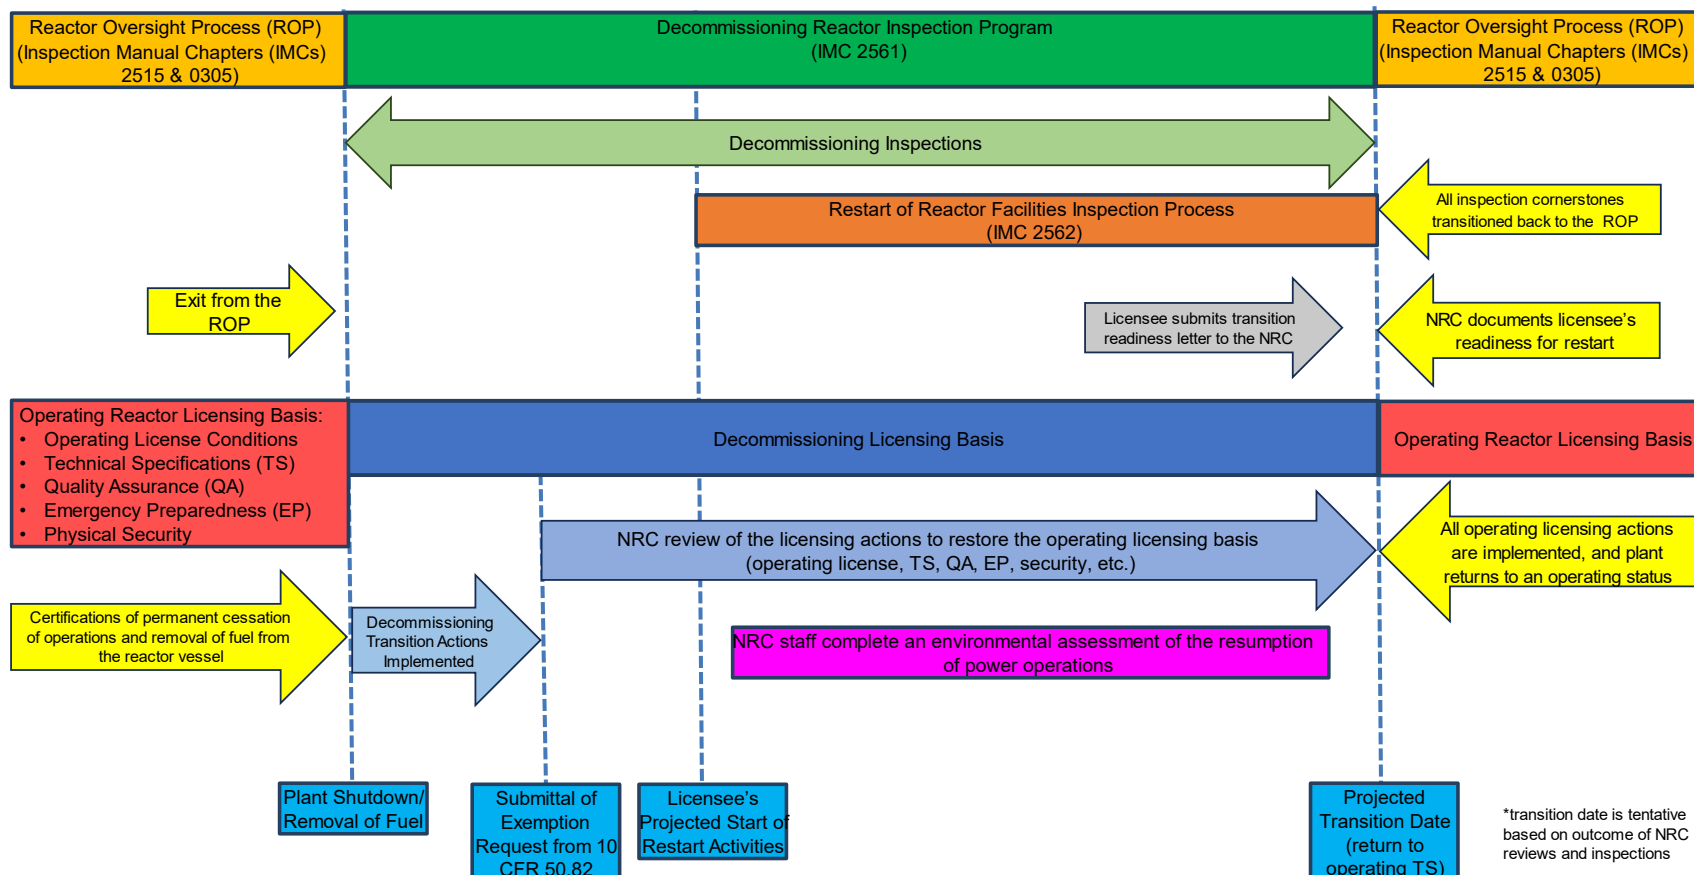 Reactor Oversight Process (ROP)
(Inspection Manual Chapters (IMCs)
2515 & 0305)
Decommissioning Reactor Inspection Program
(IMC 2561)
Reactor Oversight Process (ROP)
(Inspection Manual Chapters (IMCs)
2515 & 0305)
Decommissioning Inspections
Restart of Reactor Facilities Inspection Process
(IMC 2562)
All inspection cornerstones
transitioned back to the ROP
Exit from the
ROP
Licensee submits transition
readiness letter to the NRC
NRC documents licensee's
readiness for restart
Operating Reactor Licensing Basis:
• Operating License Conditions
• Technical Specifications (TS)
• Quality Assurance (QA)
• Emergency Preparedness (EP)
• Physical Security
Decommissioning Licensing Basis
Operating Reactor Licensing Basis
NRC review of the licensing actions to restore the operating licensing basis
(operating license, TS, QA, EP, security, etc.)
All operating licensing actions
are implemented, and plant
returns to an operating status
Certifications of permanent cessation
of operations and removal of fuel from
the reactor vessel
Decommissioning
Transition Actions
Implemented
NRC staff complete an environmental assessment of the resumption
of power operations
Plant Shutdown/
Removal of Fuel
Submittal of
Exemption
Request from 10
CFR 50.82
Licensee's
Projected Start of
Restart Activities
Projected
Transition Date
(return to
operating TS)
*transition date is tentative
based on outcome of NRC
reviews and inspections